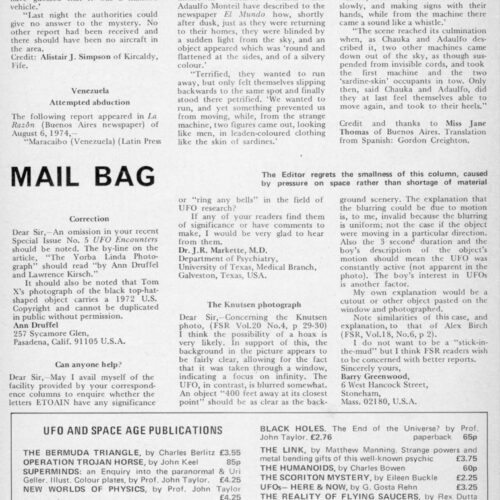 vehicle.'
"Last night the authorities could
give no answer to the mystery. No
other report had been received and
there should have been no aircraft in
the area,
Credit: Alistair J. Simpson of Kircaldy,
Fife.
Venezuela
Attempted abduction
The following report appeared in La
Razón (Buenos Aires newspaper) of
August 6, 1974,—
"Maracaibo (Venezuela) (Latin Press
Adaulfo Monteil have described to the
newspaper El Mundo how, shortly
after dusk, just as they were returning
to their homes, they were blinded by
a sudden light from the sky, and an
object appeared which was 'round and
flattened at the sides, and of a silvery
colour.'
"Terrified, they wanted to run
away, but only felt themselves slipping
backwards to the same spot and finally
stood there petrified. 'We wanted to
run, and yet something prevented us
from moving, while, from the strange
machine, two figures came out, looking
like men, in leaden-coloured clothing
like the skin of sardines.'
slowly, and making signs with their
hands, while from the machine there
came a sound like a whistle.'
"The scene reached its culmination
when, as Chauka and Adaulfo des-
cribed it, two other machines came
down out of the sky, as though sus-
pended from invisible cords, and took
the first machine and the two
'sardine-skin' occupants in tow. Only
then, said Chauka and Adaulfo, did
they at last feel themselves able to
move again, and took to their heels."
Credit and thanks to Miss Jane
Thomas of Buenos Aires. Translation
from Spanish: Gordon Creighton.
MAIL BAG
The Editor regrets the smallness of this column, caused
by pressure on space rather than shortage of material
Correction
Dear Sir,—An omission in your recent
Special Issue No. 5 UFO Encounters
should be noted. The by-line on the
article, "The Yorba Linda Photo-
graph" should read "by Ann Druffel
and Lawrence Kirsch."
It should also be noted that Tom
X's photograph of the black top-hat-
shaped object carries a 1972 U.S.
Copyright and cannot be duplicated
in public without permission.
Ann Druffel
257 Sycamore Glen,
Pasadena, Calif. 91105 U.S.A.
Can anyone help?
Dear Sir,—May I avail myself of the
facility provided by your correspond-
ence columns to enquire whether the
letters ETOAIN have any significance
or "ring any bells" in the field of
UFO research?
If any of your readers find them
of significance or have comments to
make, I would be very glad to hear
from them.
Dr. J.R. Markette, M.D,
Department of Psychiatry,
University of Texas, Medical Branch,
Galveston, Texas, USA.
The Knutsen photograph
Dear Sir,—Concerning the Knutsen
photo, (FSR Vol.20 No.4, p 29-30)
I think the possibility of a hoax is
very likely. In support of this, the
background in the picture appears to
be fairly clear, allowing for the fact
that it was taken through a window,
indicating a focus on infinity. The
UFO, in contrast, is blurred somewhat.
An object "400 feet away at its closest
point" should be as clear as the back-
ground scenery. The explanation that
the blurring could be due to motion
is, to me, invalid because the blurring
is uniform; not the case if the object
were moving in a particular direction.
Also the 3 second duration and the
boy's description of the object's
motion should mean the UFO was
constantly active (not apparent in the
photo). The boy's interest in UFOs
is another factor.
My own explanation would be a
cutout or other object pasted on the
window and photographed.
Note similarities of this case, and
explanation, to that of Alex Birch
(FSR, Vol.18, No.6, p 2).
I do not want to be a "stick-in-
the-mud" but I think FSR readers wish
to be concerned with better reports.
Sincerely yours,
Barry Greenwood,
6 West Hancock Street,
Stoneham,
Mass. 02180, U.S.A.
UFO AND SPACE AGE PUBLICATIONS
THE BERMUDA TRIANGLE, by Charles Berlitz £3.55
OPERATION TROJAN HORSE, by John Keel 85p
SUPERMINDS: an Enquiry into the paranormal & Uri
Geller. Illust. Colour plates, by Prof. John Taylor £4.25
NEW WORLDS OF PHYSICS, by Prof. John Taylor
BLACK HOLES. The End of the Universe? by Prof.
John Taylor. £2.76 paperback 65p
THE LINK, by Matthew Manning. Strange powers and
metal bending gifts of this well-known psychic £3.75
THE HUMANOIDS, by Charles Bowen 60p
THE SCORITON MYSTERY, by Eileen Buckle £2.25
UFO—HERE & NOW, by G. Gosta Rehn £3.25
THE REALITY OF FLYING SAUCERS, by Rex Dutta